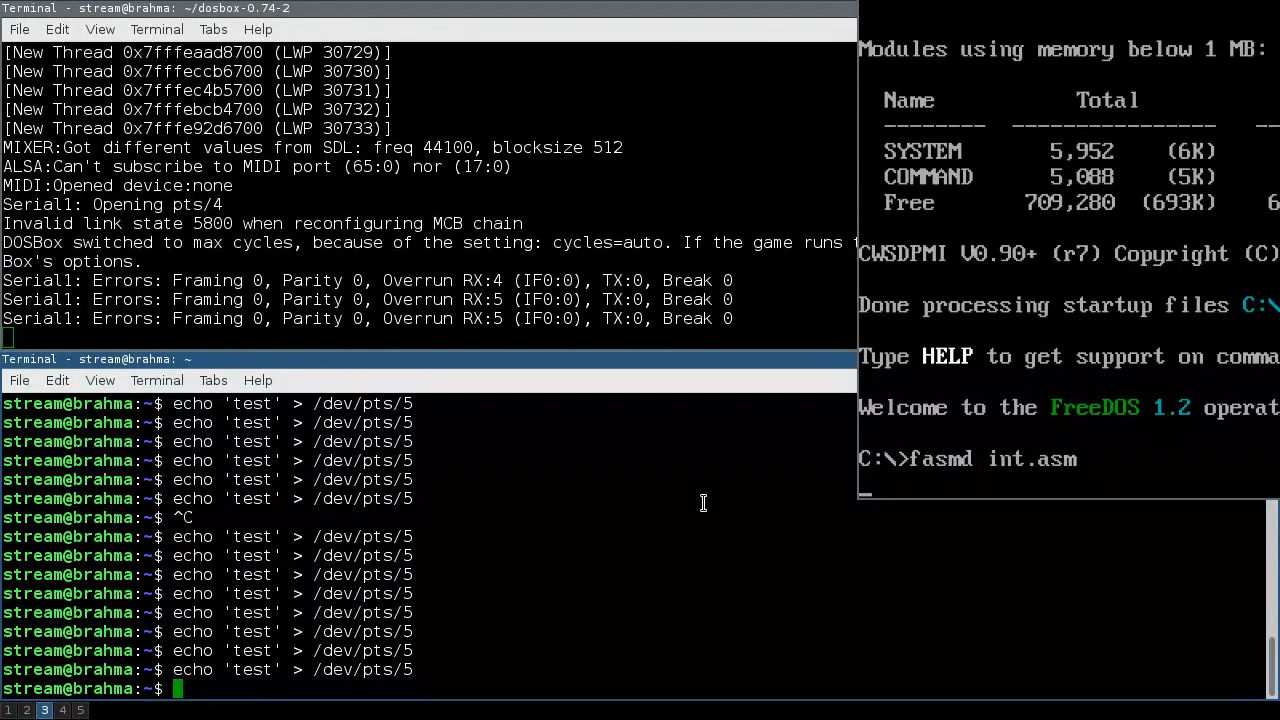 Terminal - stream@brahma: ~/dosbox-0.74-2
File Edit View Terminal Tabs Help
[New Thread 0x7fffeaad8700 (LWP 30729)]
[New Thread 0x7fffeccb6700 (LWP 30730)]
[New Thread 0x7fffec4b5700 (LWP 30731)]
[New Thread 0x7fffebcb4700 (LWP 30732)]
[New Thread 0x7fffe92d6700 (LWP 30733)]
MIXER:Got different values from SDL: freq 44100, blocksize 512
ALSA:Can't subscribe to MIDI port (65:0) nor (17:0)
MIDI:Opened device:none
Serial1: Opening pts/4
Invalid link state 5800 when reconfiguring MCB chain
DOSBox switched to max cycles, because of the setting: cycles=auto. If the game runs t
Box's options.
Serial1: Errors: Framing 0, Parity 0, Overrun RX:4 (IF0:0), TX:0, Break 0
Serial1: Errors: Framing 0, Parity 0, Overrun RX:5 (IF0:0), TX:0, Break 0
Serial1: Errors: Framing 0, Parity 0, Overrun RX:5 (IF0:0), TX:0, Break 0
Terminal - stream@brahma: ~
File Edit View Terminal Tabs Help
stream@brahma:~$ echo 'test' > /dev/pts/5
stream@brahma:~$ echo 'test' > /dev/pts/5
stream@brahma:~$ echo 'test' > /dev/pts/5
stream@brahma:~$ echo 'test' > /dev/pts/5
stream@brahma:~$ echo 'test' > /dev/pts/5
stream@brahma:~$ echo 'test' > /dev/pts/5
stream@brahma:~$ ^C
stream@brahma:~$ echo 'test' > /dev/pts/5
stream@brahma:~$ echo 'test' > /dev/pts/5
stream@brahma:~$ echo 'test' > /dev/pts/5
stream@brahma:~$ echo 'test' > /dev/pts/5
stream@brahma:~$ echo 'test' > /dev/pts/5
stream@brahma:~$ echo 'test' > /dev/pts/5
stream@brahma:~$ echo 'test' > /dev/pts/5
stream@brahma:~$ echo 'test' > /dev/pts/5
stream@brahma:~$
Modules using memory below 1 MB:
Name Total
-------- ---------------- --
SYSTEM 5,952 (6K)
COMMAND 5,088 (5K)
Free 709,280 (693K) 6
CWSDPMI V0.90+ (r7) Copyright (C)
Done processing startup files C:\
Type HELP to get support on comma
Welcome to the FreeDOS 1.2 operat
C:\>fasmd int.asm
1 2 3 4 5